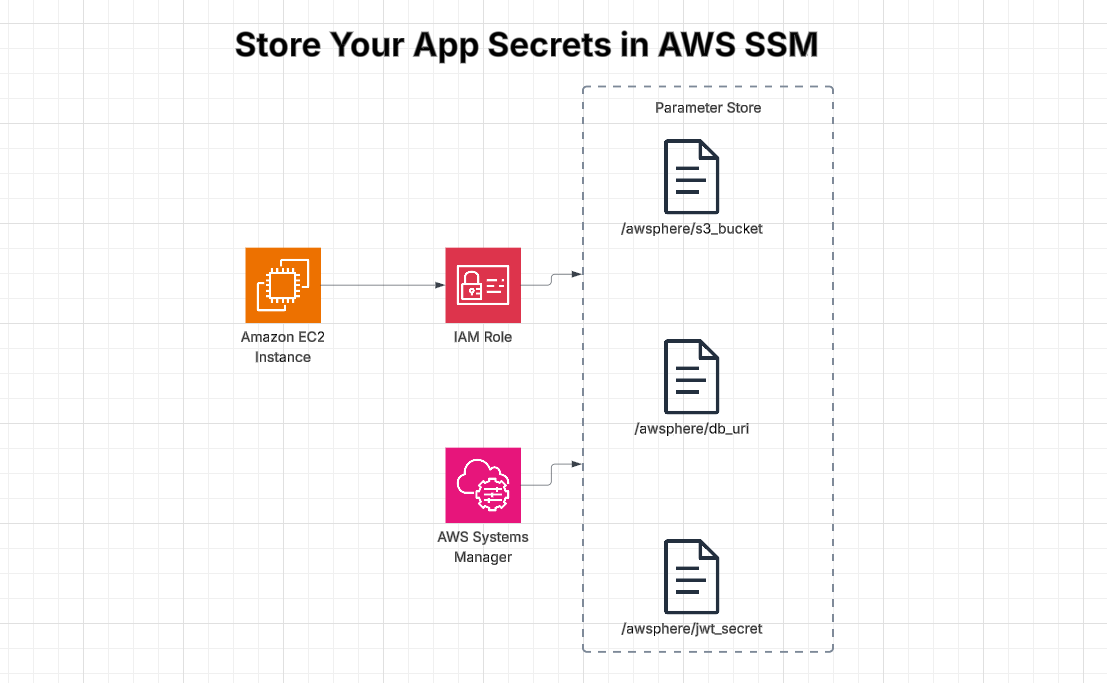 Store Your App Secrets in AWS SSM
Parameter Store
/awsphere/s3_bucket
Amazon EC2
Instance
IAM Role
/awsphere/db_uri
AWS Systems
Manager
/awsphere/jwt_secret